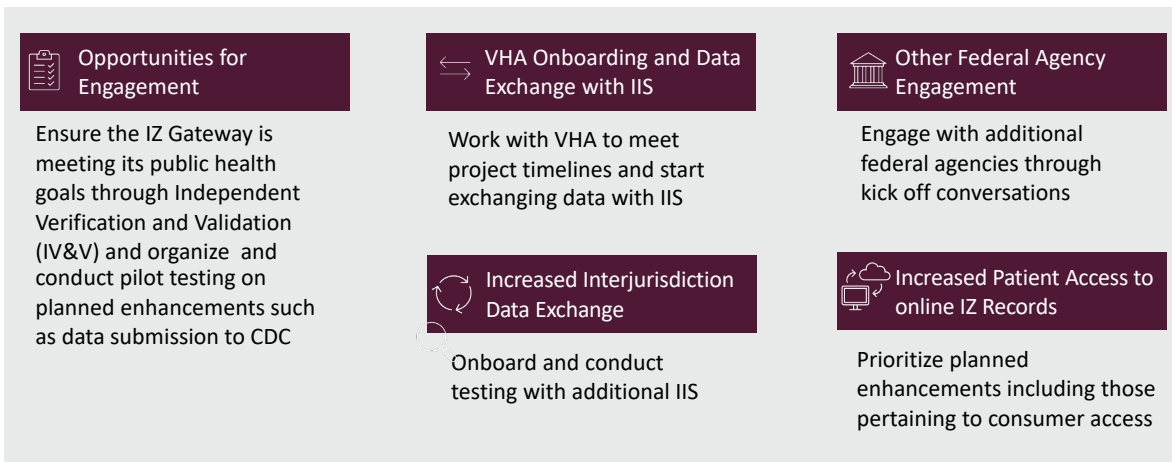 Opportunities for
Engagement
Ensure the IZ Gateway is
meeting its public health
goals through Independent
Verification and Validation
(IV&V) and organize and
conduct pilot testing on
planned enhancements such
as data submission to CDC
VHA Onboarding and Data
Exchange with IIS
Work with VHA to meet
project timelines and start
exchanging data with IIS
Increased Interjurisdiction
Data Exchange
Onboard and conduct
testing with additional IIS
Other Federal Agency
Engagement
Engage with additional
federal agencies through
kick off conversations
Increased Patient Access to
online IZ Records
Prioritize planned
enhancements including those
pertaining to consumer access